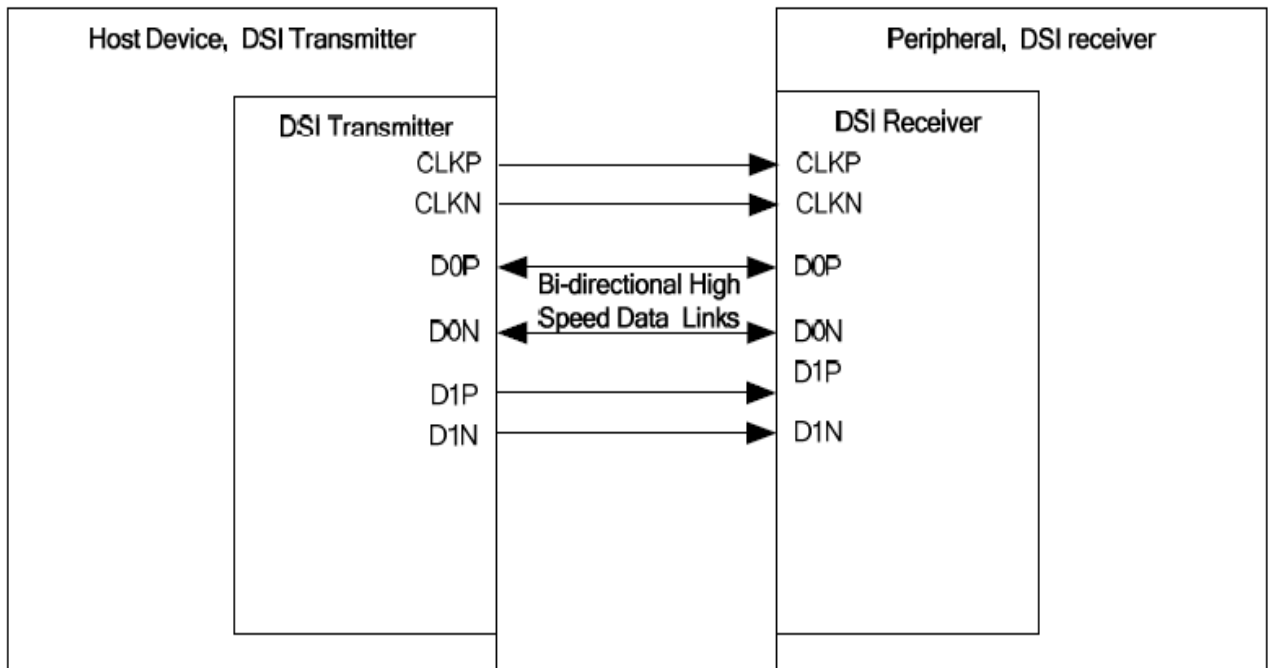 Host Device, DSI Transmitter
Peripheral, DSI receiver
DSI Transmitter
DSI Receiver
CLKP
CLKP
CLKN
CLKN
D0P
D0P
Bi-directional High
Speed Data Links
D0N
D0N
D1P
D1P
D1N
D1N